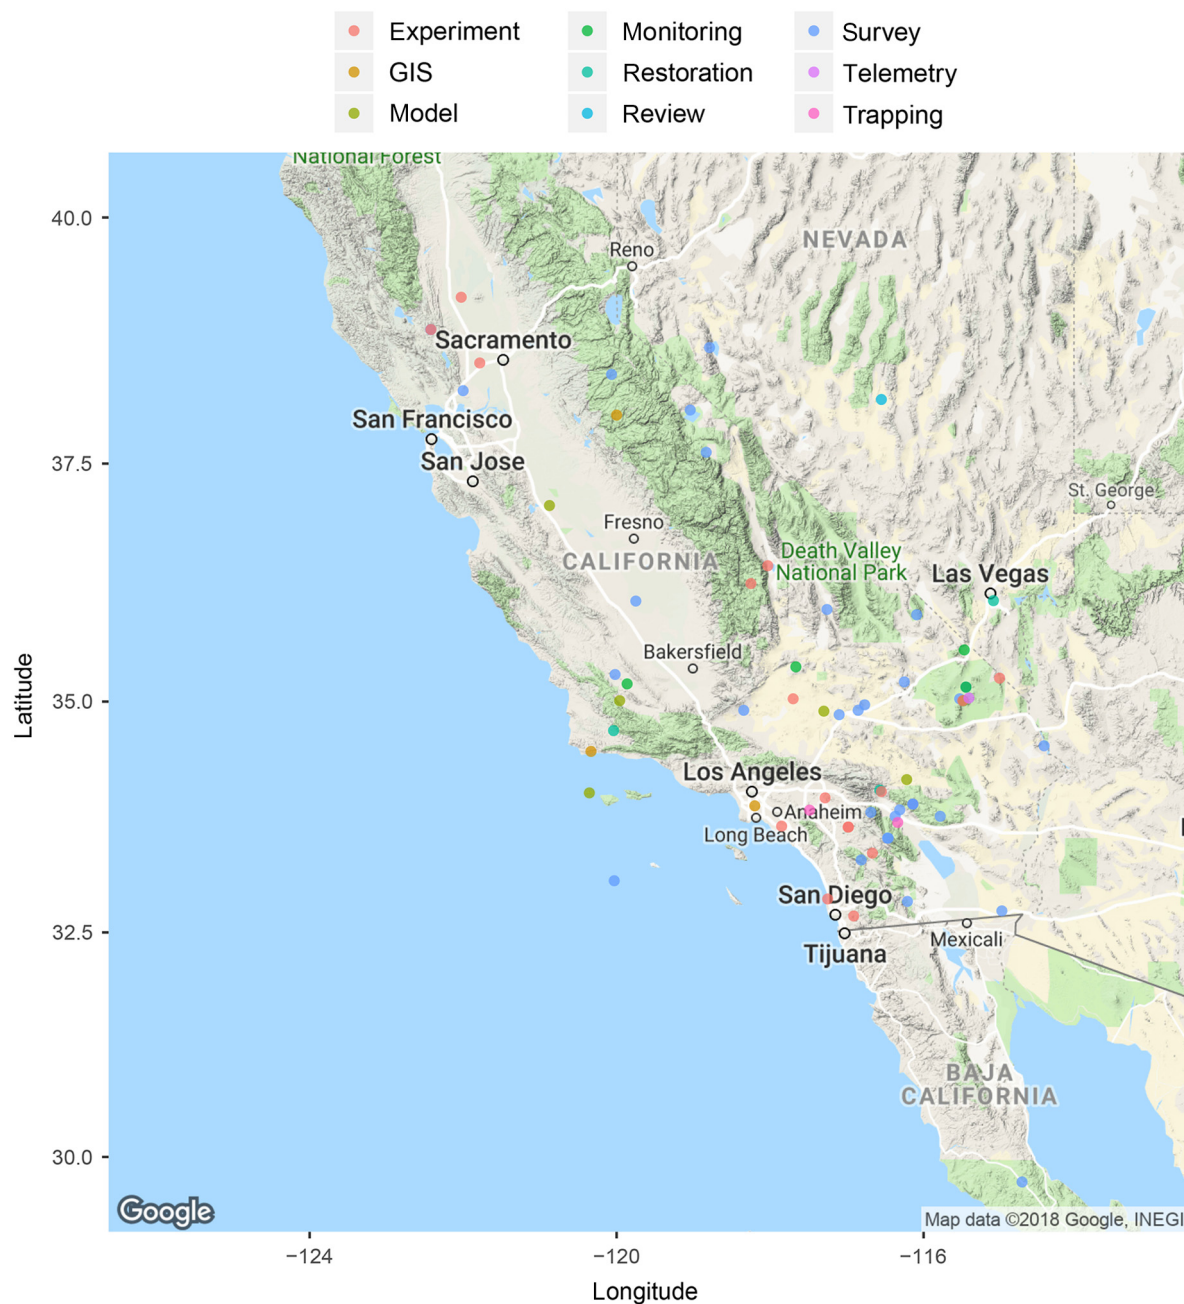 Experiment
Monitoring
Survey
GIS
Restoration
Telemetry
Model
Review
Trapping
National Forest
40.0
NEVADA
Reno
Sacramento
San Francisco
37.5
San Jose
St. George
Fresno
CALIFORNIA
Death Valley
National Park
Las Vegas
Bakersfield
Latitude
35.0
Los Angeles
Anaheim
Long Beach
San Diego
32.5
Mexicali
Tijuana
BAJA
CALIFORNIA
30.0
Google
Map data ©2018 Google, INEGI
−124
−120
−116
Longitude